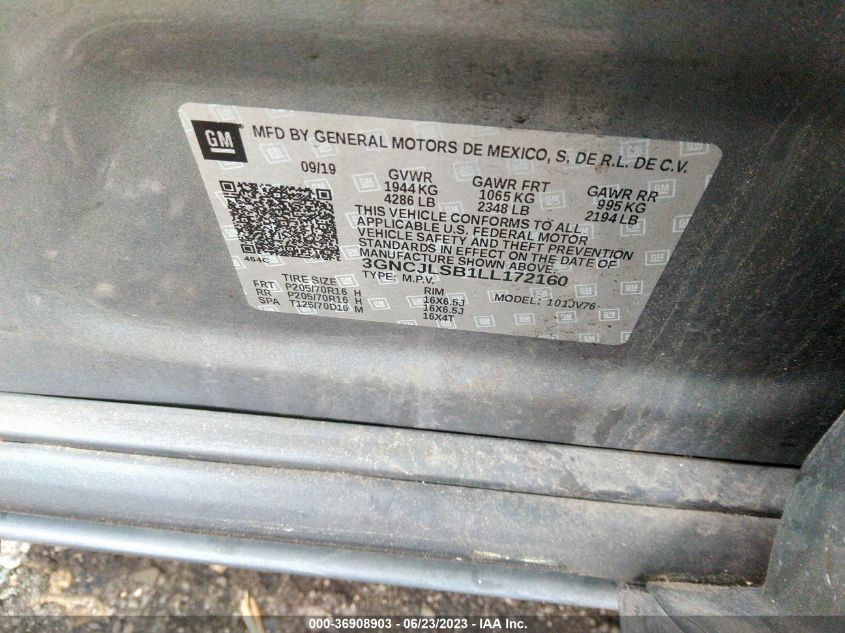 GM MFD BY GENERAL MOTORS DE MEXICO, S. DE R.L. DE C.V.
09/19 GVWR GAWR FRT GAWR RR
1944 KG 1065 KG 995 KG
4286 LB 2348 LB 2194 LB
THIS VEHICLE CONFORMS TO ALL
APPLICABLE U.S. FEDERAL MOTOR
VEHICLE SAFETY AND THEFT PREVENTION
STANDARDS IN EFFECT ON THE DATE OF
MANUFACTURE SHOWN ABOVE.
464C
3GNCJLSB1LL172160
TYPE: M.P.V. MODEL: 101JV76
TIRE SIZE RIM
FRT P205/70R16 H 16X6.5J
RR P205/70R16 H 16X6.5J
SPA T125/70D16 M 16X4T
000-36908903 - 06/23/2023 - IAA Inc.